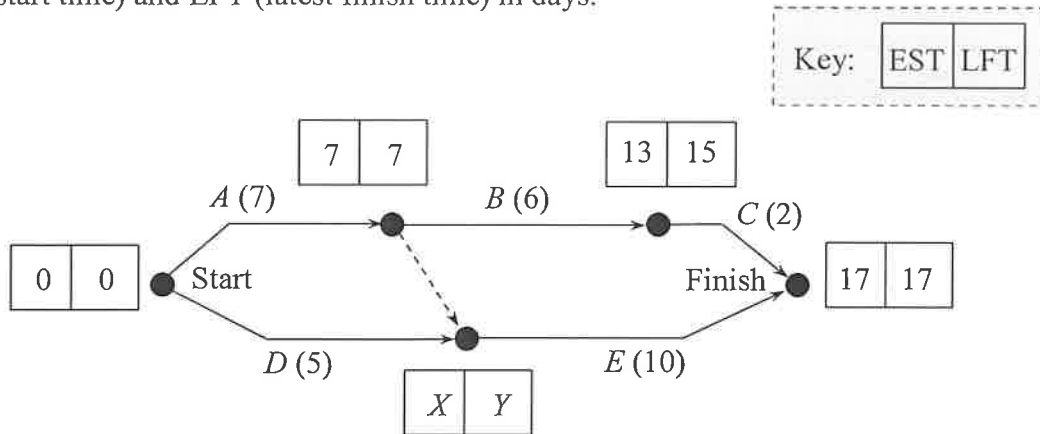 start time) and LFT (latest finish time) in days.
Key: EST LFT
7 7
13 15
A (7)
B (6)
C (2)
0 0
Start
Finish
17 17
D (5)
E (10)
X Y